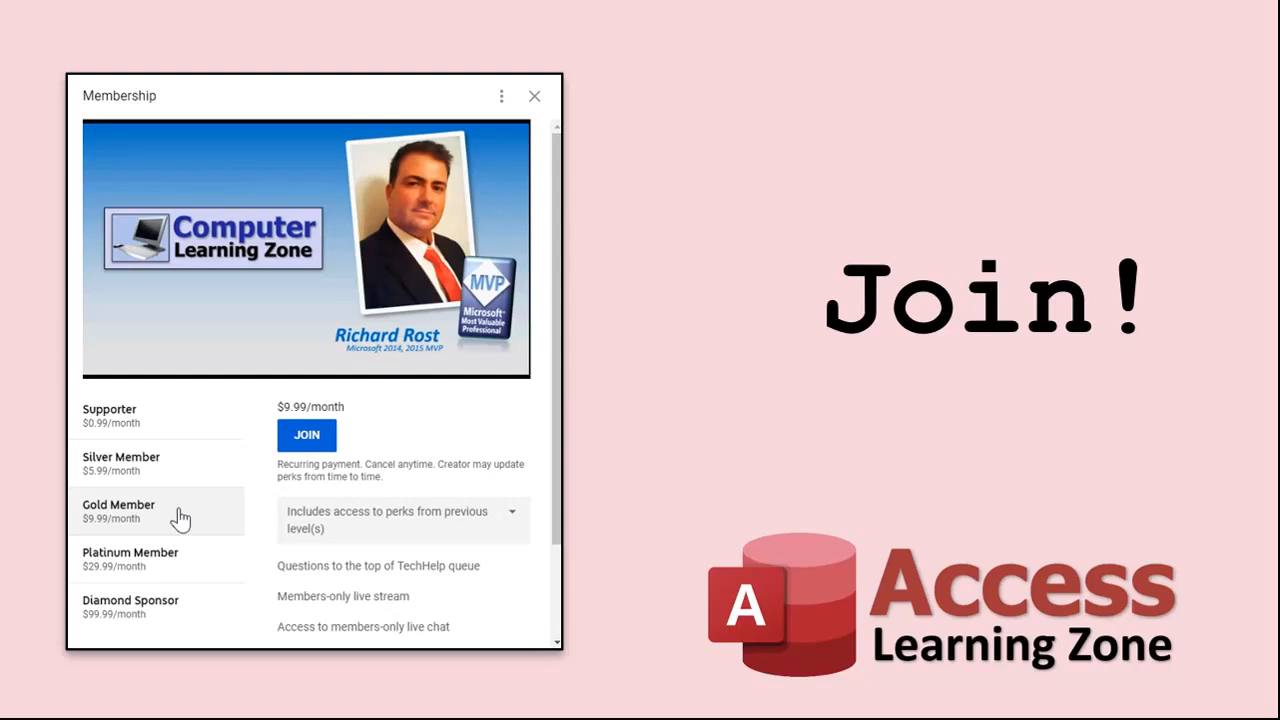 Membership
Computer
Learning Zone
MVP
Microsoft®
Most Valuable
Professional
Richard Rost
Microsoft 2014, 2015 MVP
Supporter
$0.99/month
Silver Member
$5.99/month
Gold Member
$9.99/month
Platinum Member
$29.99/month
Diamond Sponsor
$99.99/month
$9.99/month
JOIN
Recurring payment. Cancel anytime. Creator may update
perks from time to time.
Includes access to perks from previous
level(s)
Questions to the top of TechHelp queue
Members-only live stream
Access to members-only live chat
Join!
A
Access
Learning Zone